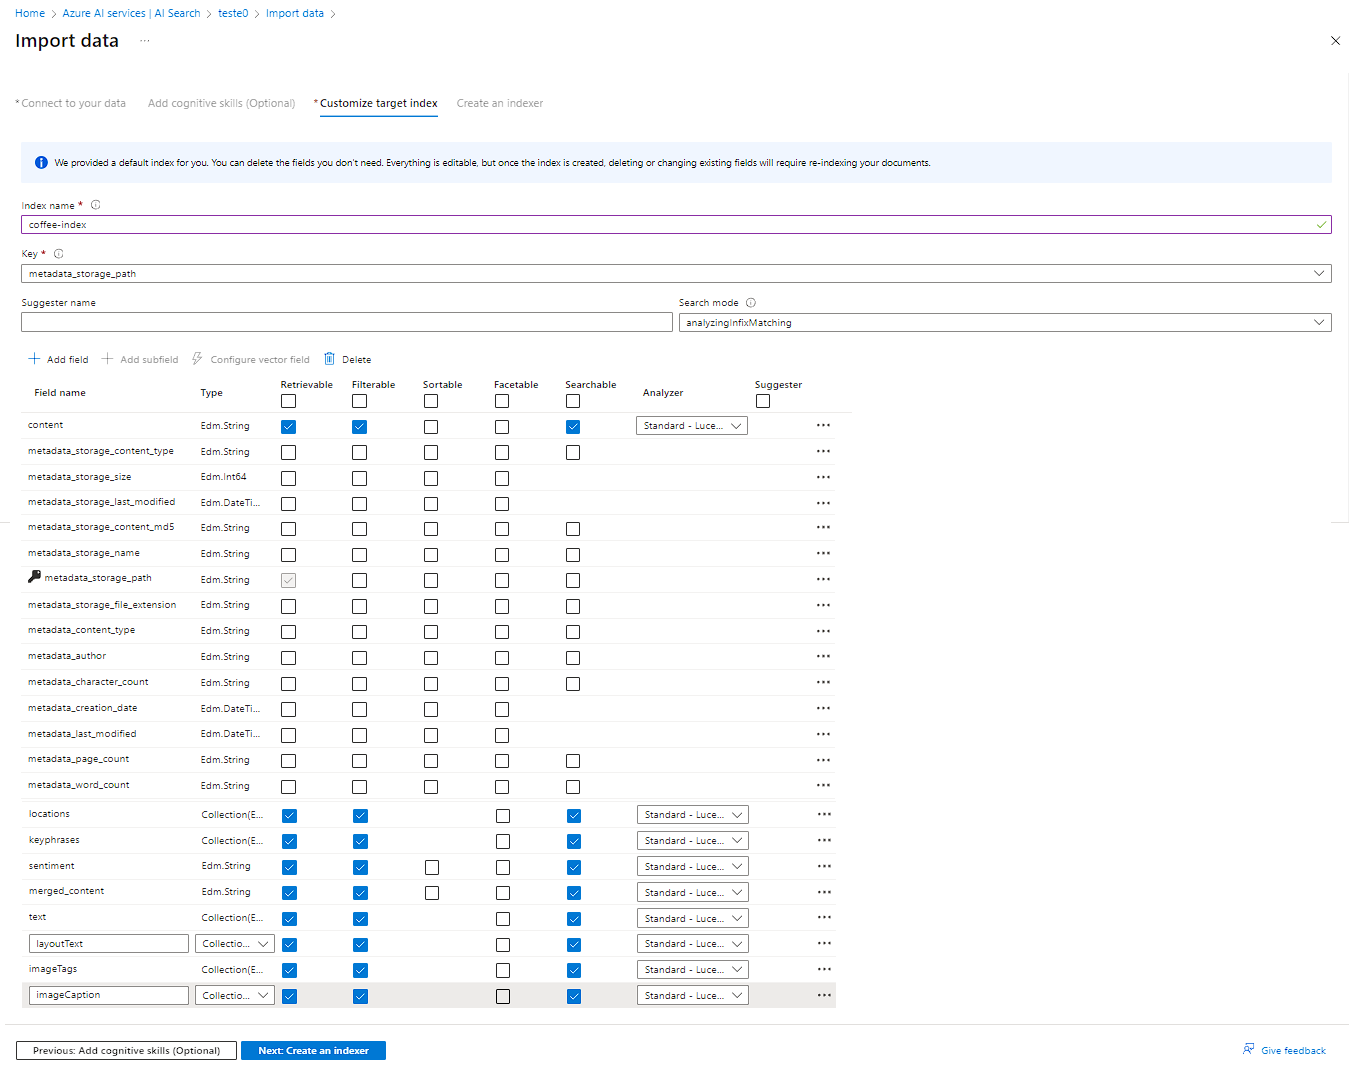 Home > Azure AI services | AI Search > teste0 > Import data >
Import data ...
* Connect to your data Add cognitive skills (Optional) * Customize target index Create an indexer
We provided a default index for you. You can delete the fields you don't need. Everything is editable, but once the index is created, deleting or changing existing fields will require re-indexing your documents.
Index name *
coffee-index
Key *
metadata_storage_path
Suggester name Search mode
analyzingInfixMatching
Add field Add subfield Configure vector field Delete
Field name Type Retrievable Filterable Sortable Facetable Searchable Analyzer Suggester
content Edm.String Standard - Luce... ...
metadata_storage_content_type Edm.String ...
metadata_storage_size Edm.Int64 ...
metadata_storage_last_modified Edm.DateTi... ...
metadata_storage_content_md5 Edm.String ...
metadata_storage_name Edm.String ...
metadata_storage_path Edm.String ...
metadata_storage_file_extension Edm.String ...
metadata_content_type Edm.String ...
metadata_author Edm.String ...
metadata_character_count Edm.String ...
metadata_creation_date Edm.DateTi... ...
metadata_last_modified Edm.DateTi... ...
metadata_page_count Edm.String ...
metadata_word_count Edm.String ...
locations Collection(E... Standard - Luce... ...
keyphrases Collection(E... Standard - Luce... ...
sentiment Edm.String Standard - Luce... ...
merged_content Edm.String Standard - Luce... ...
text Collection(E... Standard - Luce... ...
layoutText Collectio... Standard - Luce... ...
imageTags Collection(E... Standard - Luce... ...
imageCaption Collectio... Standard - Luce... ...
Previous: Add cognitive skills (Optional) Next: Create an indexer Give feedback